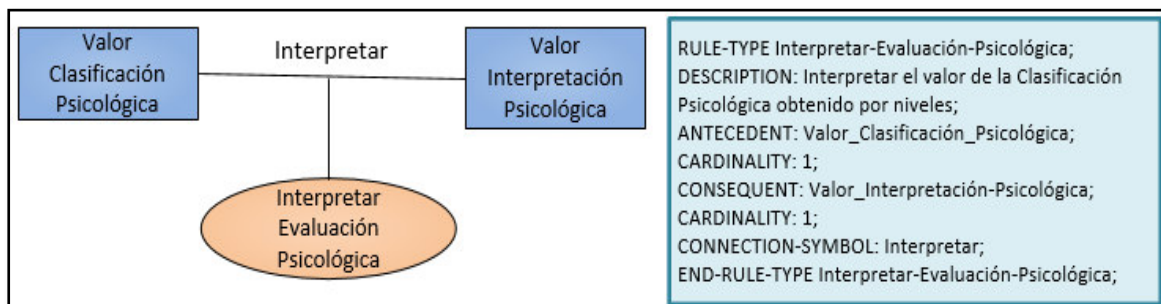 Valor
Clasificación
Psicológica
Interpretar
Valor
Interpretación
Psicológica
Interpretar
Evaluación
Psicológica
RULE-TYPE Interpretar-Evaluación-Psicológica;
DESCRIPTION: Interpretar el valor de la Clasificación
Psicológica obtenido por niveles;
ANTECEDENT: Valor_Clasificación_Psicológica;
CARDINALITY: 1;
CONSEQUENT: Valor_Interpretación-Psicológica;
CARDINALITY: 1;
CONNECTION-SYMBOL: Interpretar;
END-RULE-TYPE Interpretar-Evaluación-Psicológica;